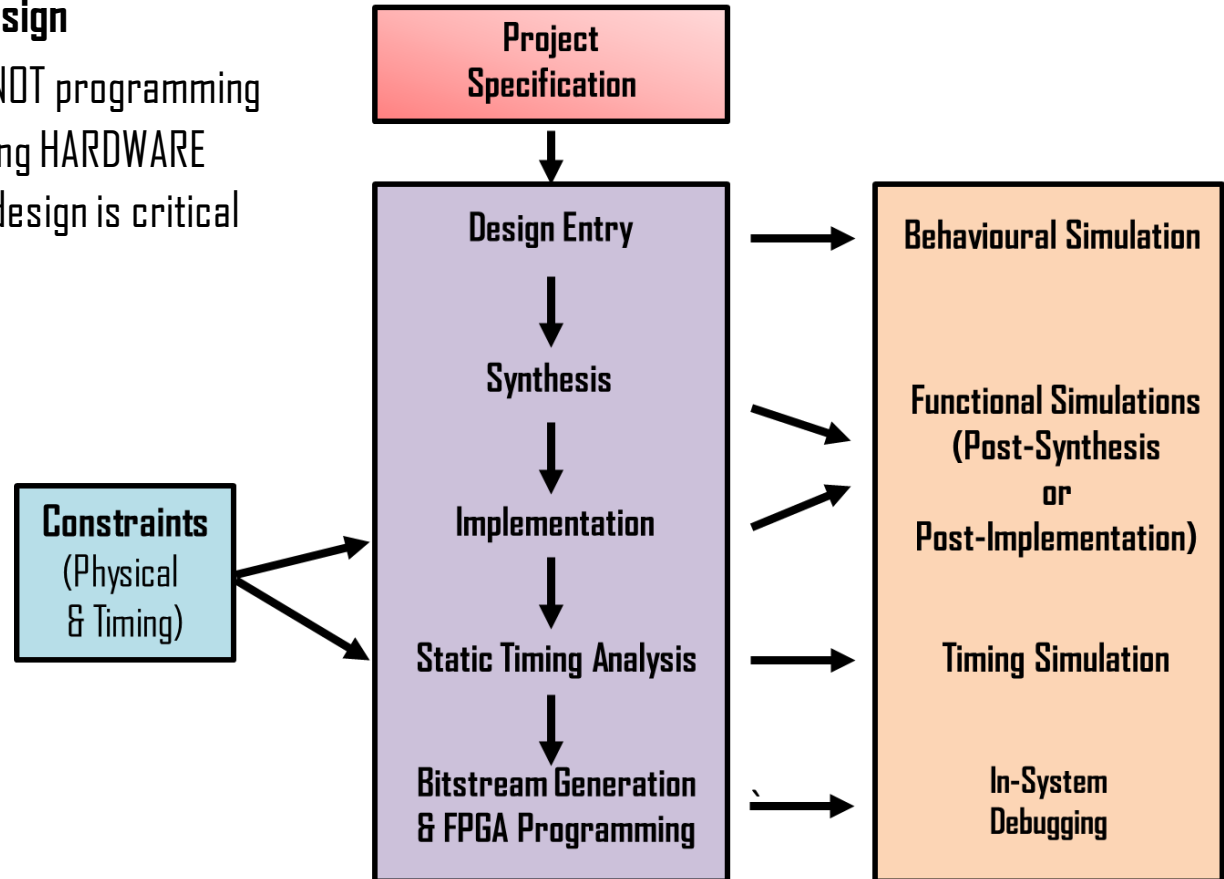 sign
NOT programming
ng HARDWARE
design is critical
Project
Specification
Design Entry
Synthesis
Implementation
Static Timing Analysis
Bitstream Generation
& FPGA Programming
Constraints
(Physical
& Timing)
Behavioural Simulation
Functional Simulations
(Post-Synthesis
or
Post-Implementation)
Timing Simulation
`
In-System
Debugging